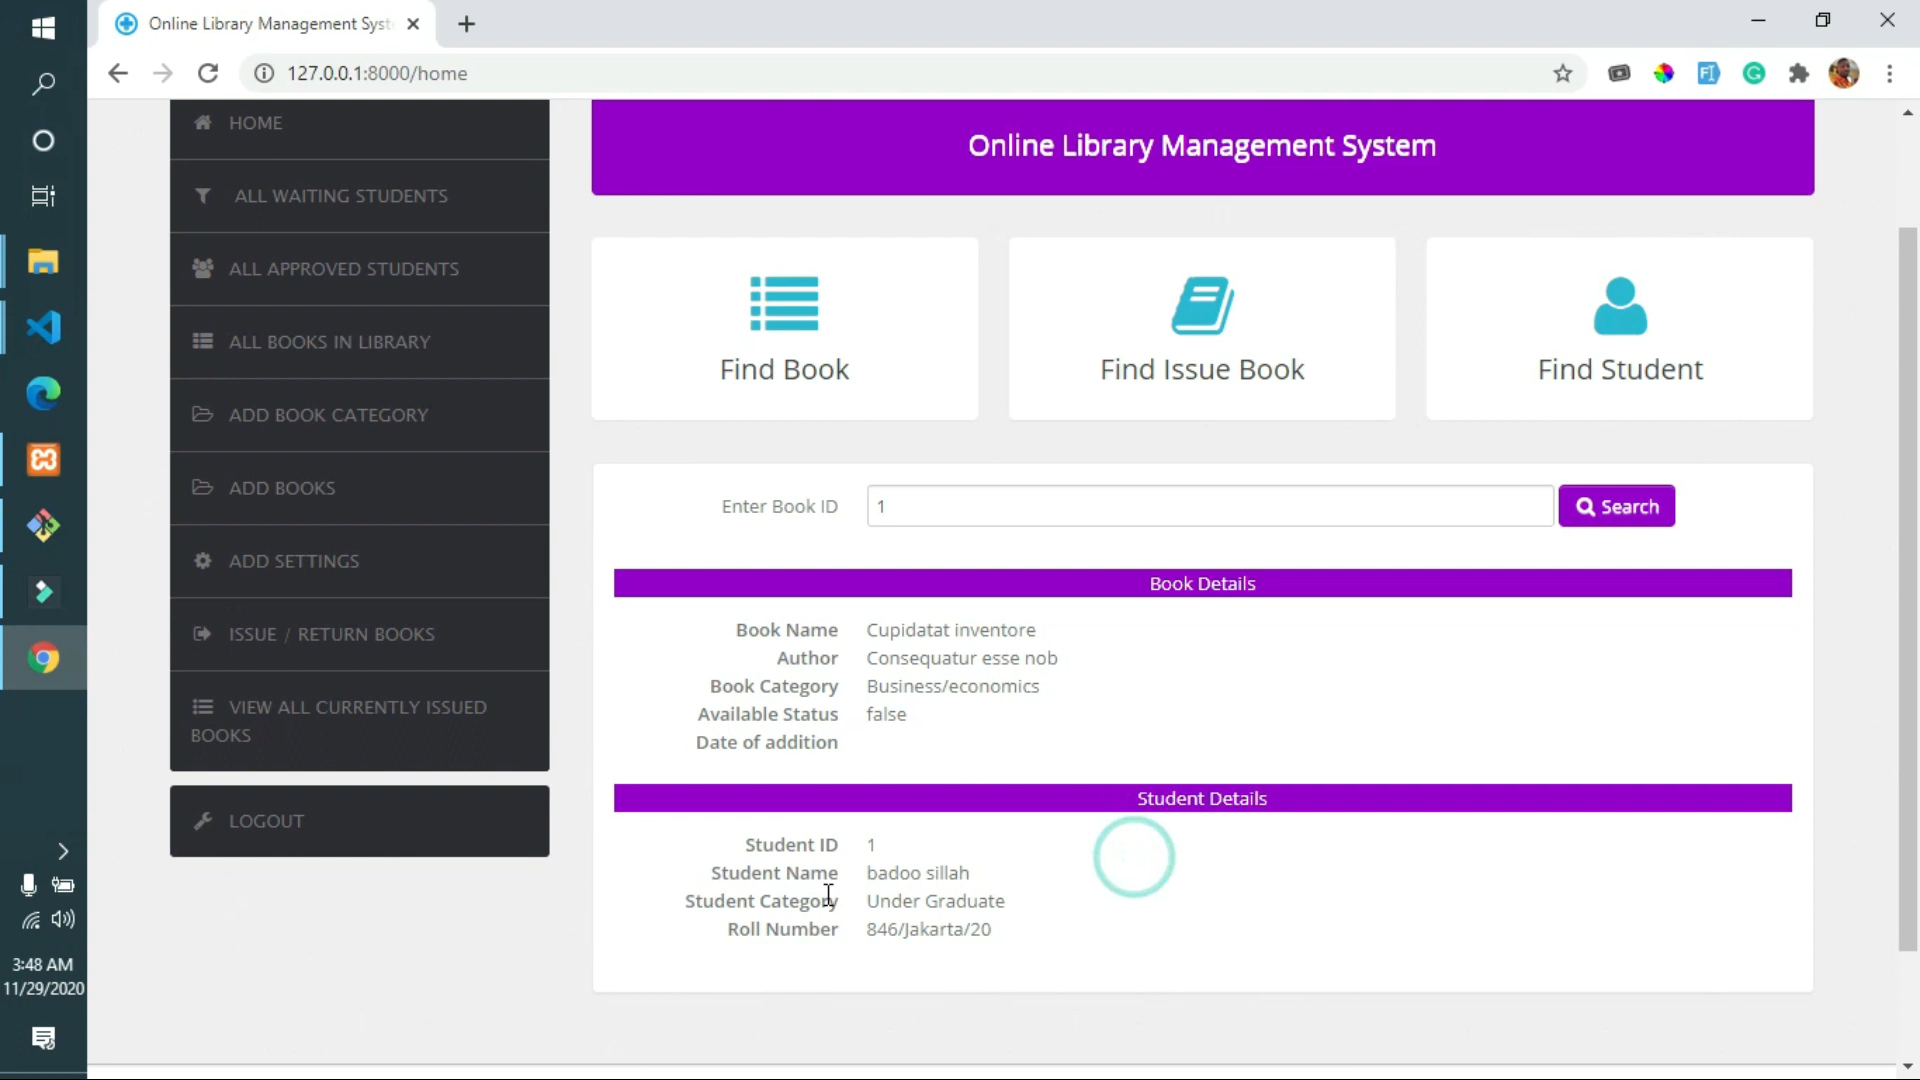 Online Library Management Syst
127.0.0.1:8000/home
HOME
ALL WAITING STUDENTS
ALL APPROVED STUDENTS
ALL BOOKS IN LIBRARY
ADD BOOK CATEGORY
ADD BOOKS
ADD SETTINGS
ISSUE / RETURN BOOKS
VIEW ALL CURRENTLY ISSUED
BOOKS
LOGOUT
Online Library Management System
Find Book
Find Issue Book
Find Student
Enter Book ID 1 Search
Book Details
Book Name Cupidatat inventore
Author Consequatur esse nob
Book Category Business/economics
Available Status false
Date of addition
Student Details
Student ID 1
Student Name badoo sillah
Student Category Under Graduate
Roll Number 846/Jakarta/20
3:48 AM
11/29/2020